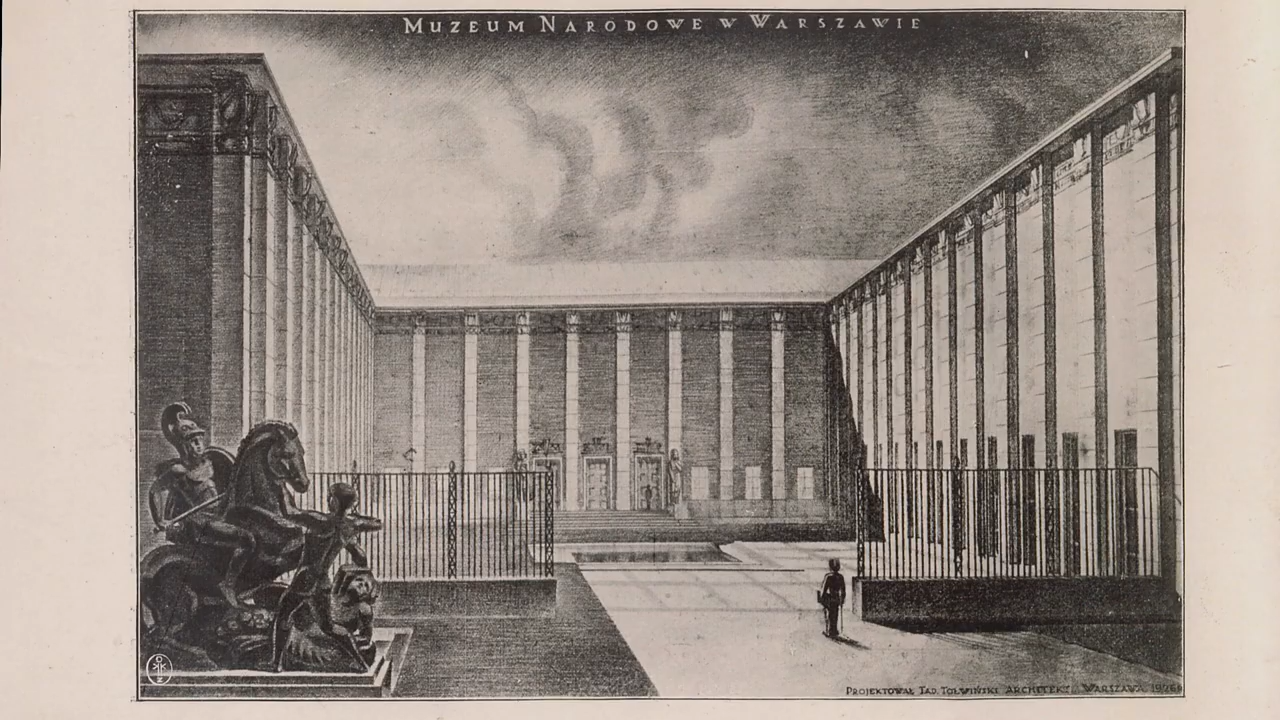 MUZEUM NARODOWE W WARSZAWIE
PROJEKTOWAŁ TAD. TOŁWIŃSKI ARCHITEKT. WARSZAWA